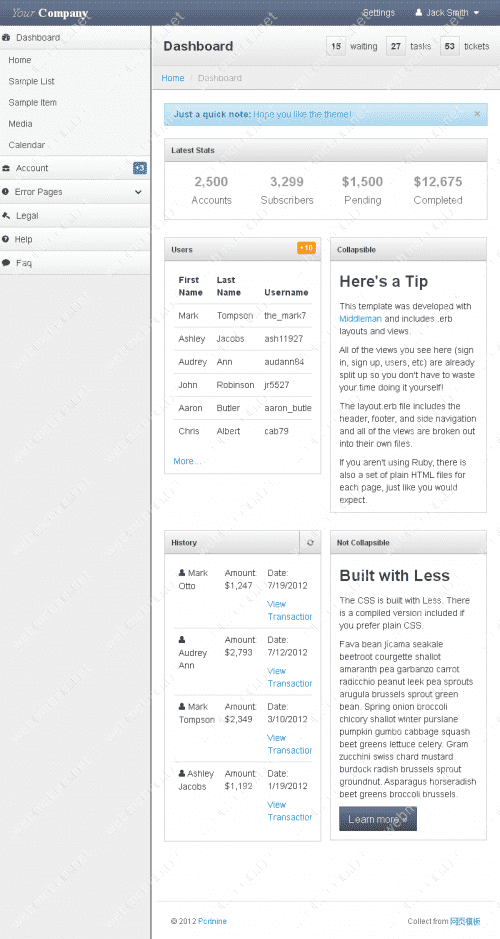 Your Company
Settings
Jack Smith
Dashboard
Home
Sample List
Sample Item
Media
Calendar
Account
+3
Error Pages
Legal
Help
Faq
Dashboard
15 waiting
27 tasks
53 tickets
Home / Dashboard
Just a quick note: Hope you like the theme!
×
Latest Stats
2,500
Accounts
3,299
Subscribers
$1,500
Pending
$12,675
Completed
Users
+10
First Name
Last Name
Username
Mark Tompson the_mark7
Ashley Jacobs ash11927
Audrey Ann audann84
John Robinson jr5527
Aaron Butler aaron_butle
Chris Albert cab79
More...
Collapsible
Here's a Tip
This template was developed with
Middleman and includes .erb
layouts and views.
All of the views you see here (sign
in, sign up, users, etc) are already
split up so you don't have to waste
your time doing it yourself!
The layout.erb file includes the
header, footer, and side navigation
and all of the views are broken out
into their own files.
If you aren't using Ruby, there is
also a set of plain HTML files for
each page, just like you would
expect.
History
Mark Otto
Amount: $1,247
Date: 7/19/2012
View Transaction
Audrey Ann
Amount: $2,793
Date: 7/12/2012
View Transaction
Mark Tompson
Amount: $2,349
Date: 3/10/2012
View Transaction
Ashley Jacobs
Amount: $1,192
Date: 1/19/2012
View Transaction
Not Collapsible
Built with Less
The CSS is built with Less. There
is a compiled version included if
you prefer plain CSS.
Fava bean jicama seakale
beetroot courgette shallot
amaranth pea garbanzo carrot
radicchio peanut leek pea sprouts
arugula brussels sprout green
bean. Spring onion broccoli
chicory shallot winter purslane
pumpkin gumbo cabbage squash
beet greens lettuce celery. Gram
zucchini swiss chard mustard
burdock radish brussels sprout
groundnut. Asparagus horseradish
beet greens broccoli brussels.
Learn more »
© 2012 Portnine
Collect from 网页模板